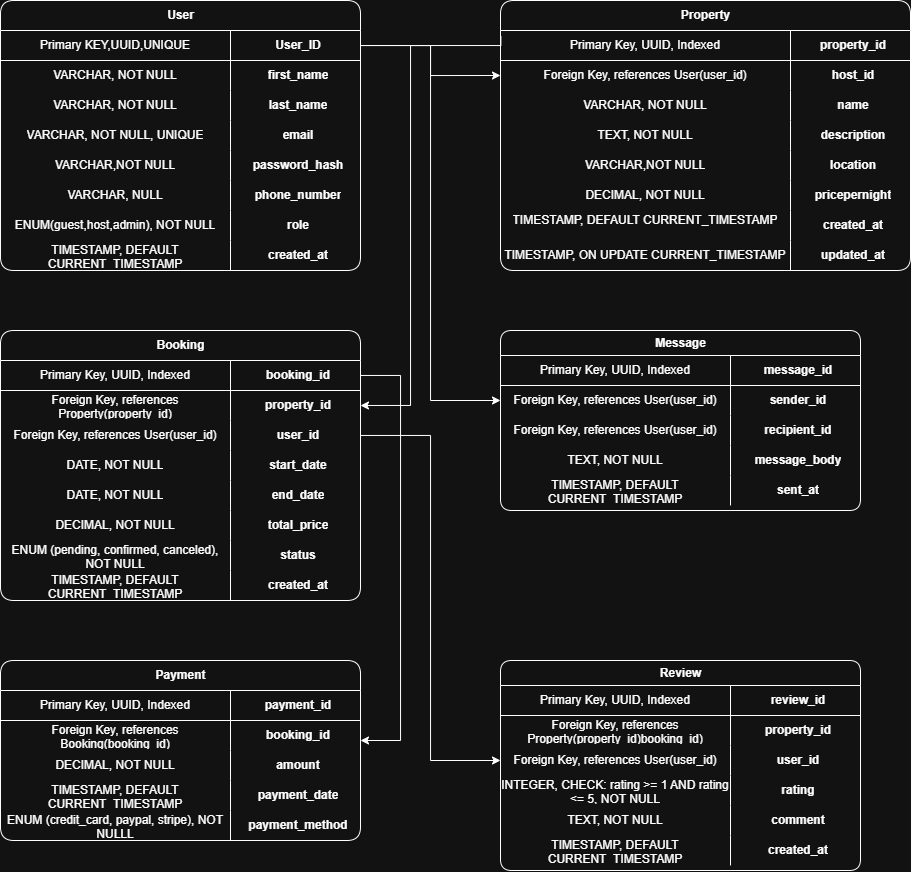 User
Primary KEY,UUID,UNIQUE User_ID
VARCHAR, NOT NULL first_name
VARCHAR, NOT NULL last_name
VARCHAR, NOT NULL, UNIQUE email
VARCHAR,NOT NULL password_hash
VARCHAR, NULL phone_number
ENUM(guest,host,admin), NOT NULL role
TIMESTAMP, DEFAULT
CURRENT_TIMESTAMP created_at
Property
Primary Key, UUID, Indexed property_id
Foreign Key, references User(user_id) host_id
VARCHAR, NOT NULL name
TEXT, NOT NULL description
VARCHAR,NOT NULL location
DECIMAL, NOT NULL pricepernight
TIMESTAMP, DEFAULT CURRENT_TIMESTAMP created_at
TIMESTAMP, ON UPDATE CURRENT_TIMESTAMP updated_at
Booking
Primary Key, UUID, Indexed booking_id
Foreign Key, references
Property(property_id) property_id
Foreign Key, references User(user_id) user_id
DATE, NOT NULL start_date
DATE, NOT NULL end_date
DECIMAL, NOT NULL total_price
ENUM (pending, confirmed, canceled),
NOT NULL status
TIMESTAMP, DEFAULT
CURRENT_TIMESTAMP created_at
Message
Primary Key, UUID, Indexed message_id
Foreign Key, references User(user_id) sender_id
Foreign Key, references User(user_id) recipient_id
TEXT, NOT NULL message_body
TIMESTAMP, DEFAULT
CURRENT_TIMESTAMP sent_at
Payment
Primary Key, UUID, Indexed payment_id
Foreign Key, references
Booking(booking_id) booking_id
DECIMAL, NOT NULL amount
TIMESTAMP, DEFAULT
CURRENT_TIMESTAMP payment_date
ENUM (credit_card, paypal, stripe), NOT
NULLL payment_method
Review
Primary Key, UUID, Indexed review_id
Foreign Key, references
Property(property_id)booking_id) property_id
Foreign Key, references User(user_id) user_id
INTEGER, CHECK: rating >= 1 AND rating
<= 5, NOT NULL rating
TEXT, NOT NULL comment
TIMESTAMP, DEFAULT
CURRENT_TIMESTAMP created_at